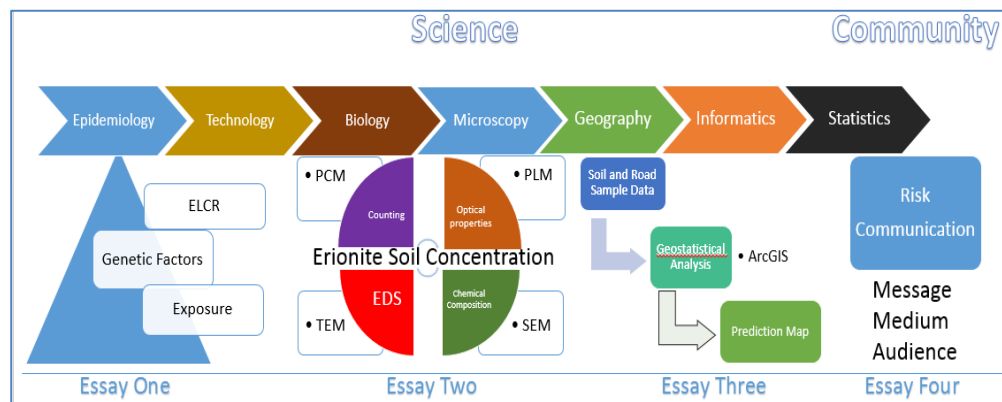 Science
Community
Epidemiology
Technology
Biology
Microscopy
Geography
Informatics
Statistics
ELCR
Genetic Factors
Exposure
• PCM
Counting
Optical
properties
• PLM
Erionite Soil Concentration
EDS
Chemical
Composition
• TEM
• SEM
Soil and Road
Sample Data
Geostatistical
Analysis
• ArcGIS
Prediction Map
Risk
Communication
Message
Medium
Audience
Essay One
Essay Two
Essay Three
Essay Four